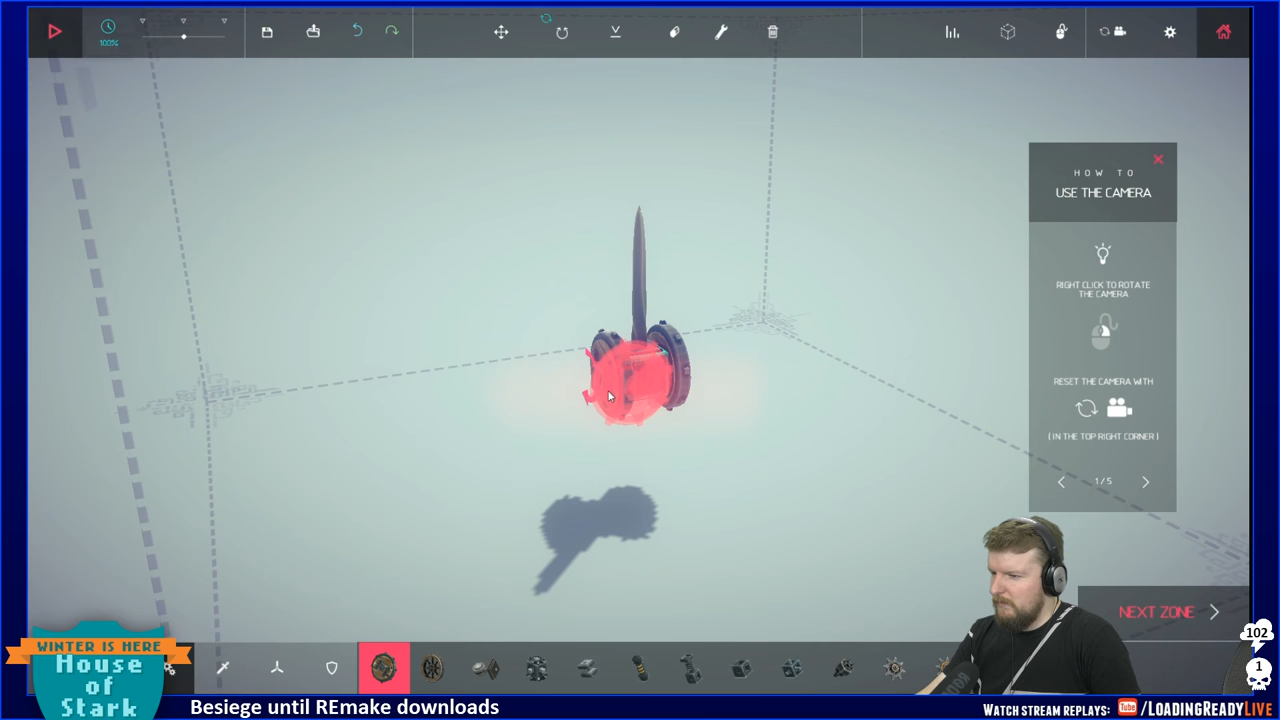 100%
HOW TO
USE THE CAMERA
RIGHT CLICK TO ROTATE
THE CAMERA
RESET THE CAMERA WITH
( IN THE TOP RIGHT CORNER )
1/5
NEXT ZONE
102
1
WINTER IS HERE
House
of
Stark
Besiege until REmake downloads
WATCH STREAM REPLAYS: You Tube /LOADINGREADYLIVE